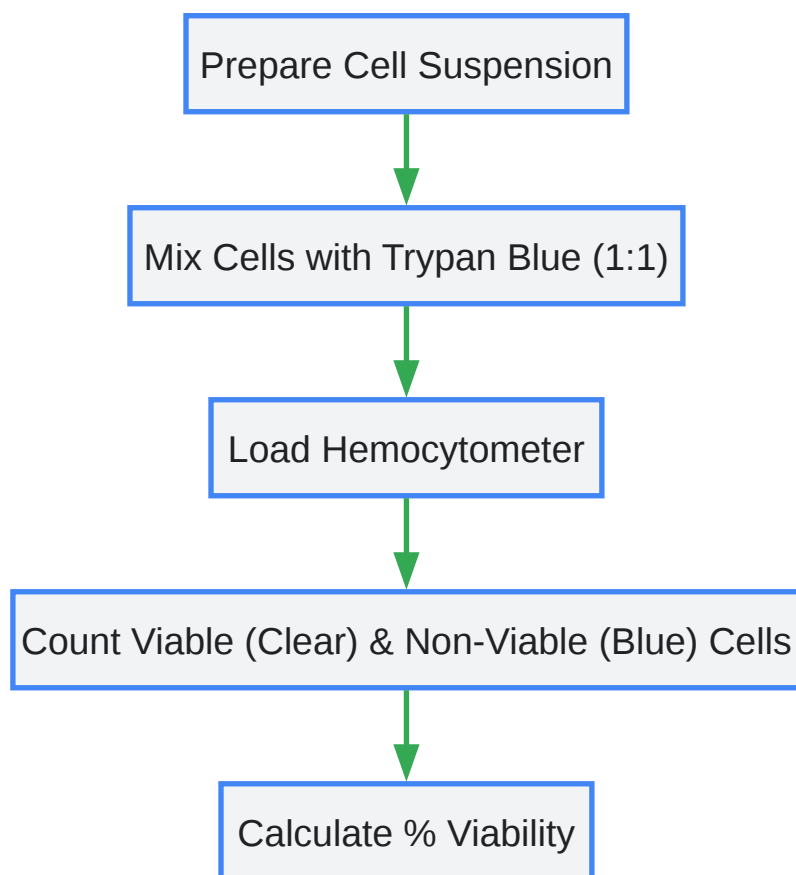 Prepare Cell Suspension
Mix Cells with Trypan Blue (1:1)
Load Hemocytometer
Count Viable (Clear) & Non-Viable (Blue) Cells
Calculate % Viability